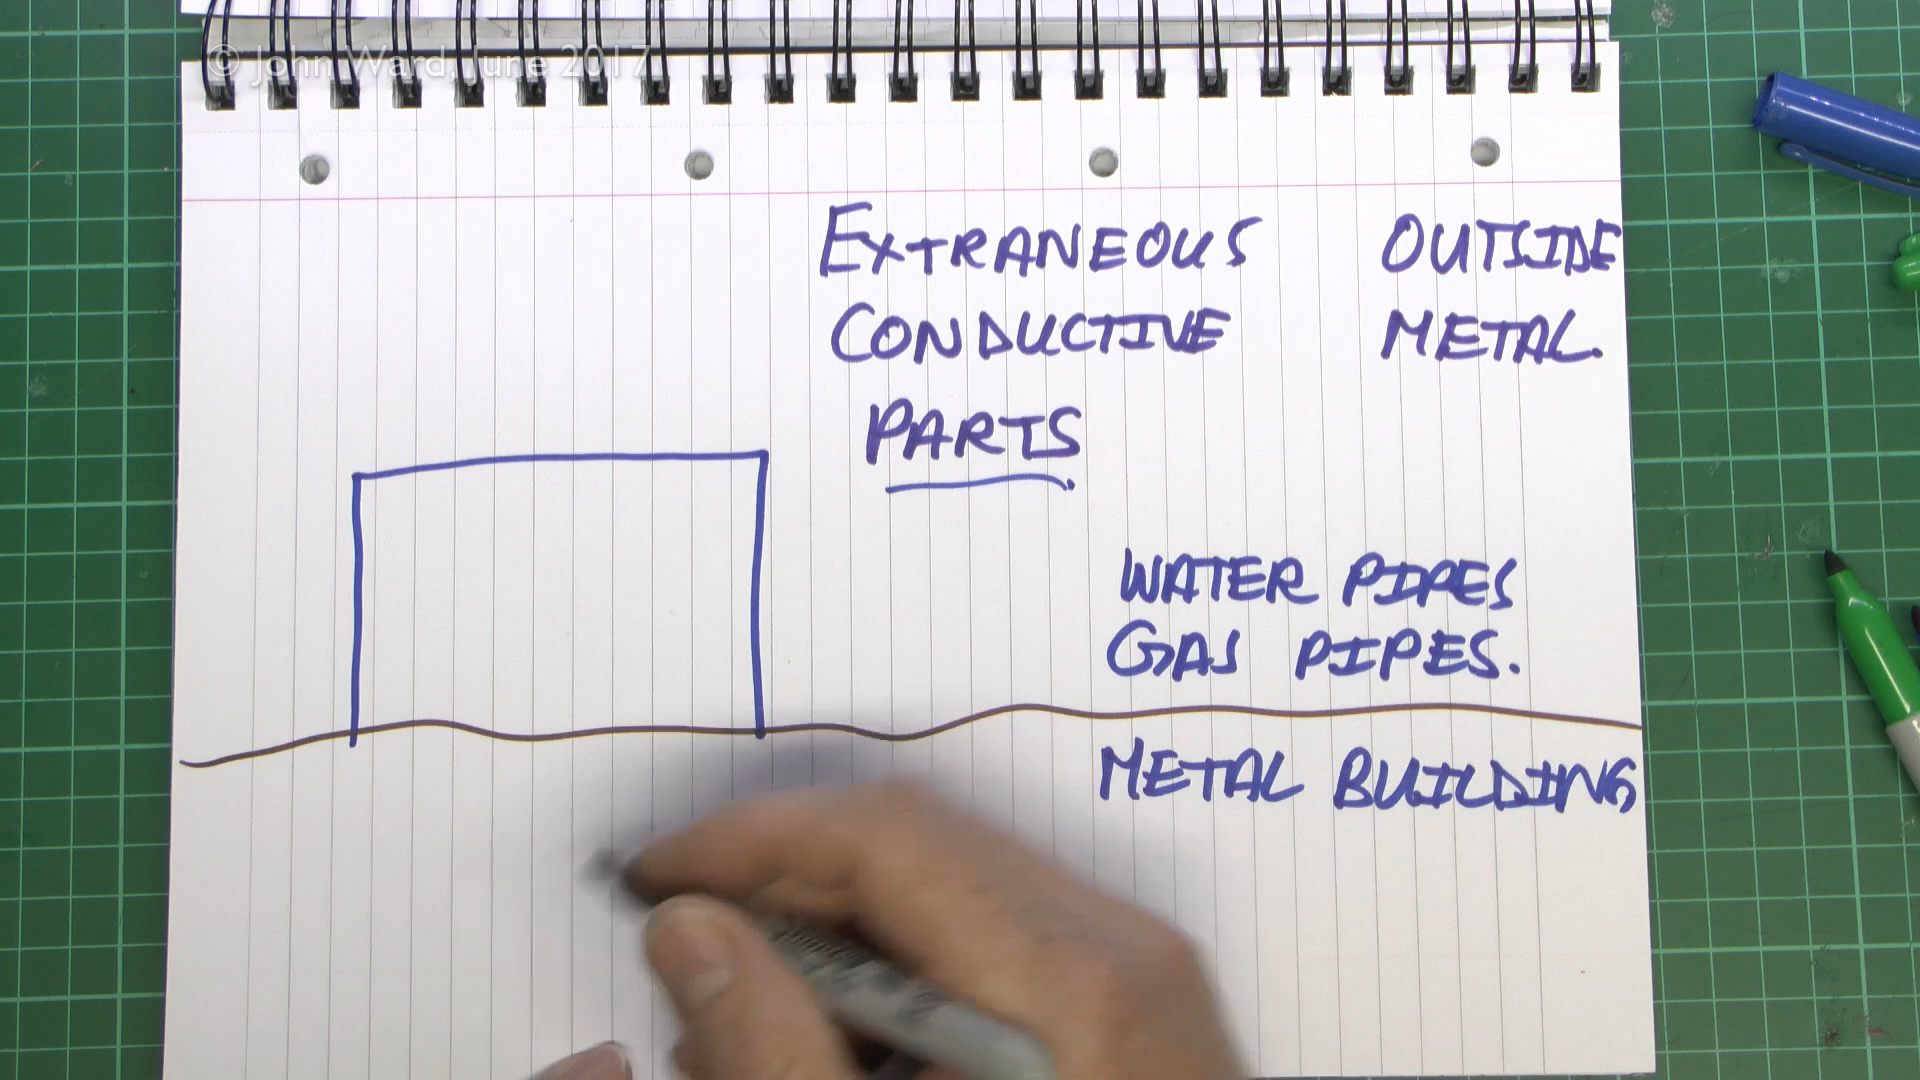 © John Ward, June 2017
EXTRANEOUS
CONDUCTIVE
PARTS
OUTSIDE
METAL.
WATER PIPES
GAS PIPES.
METAL BUILDING